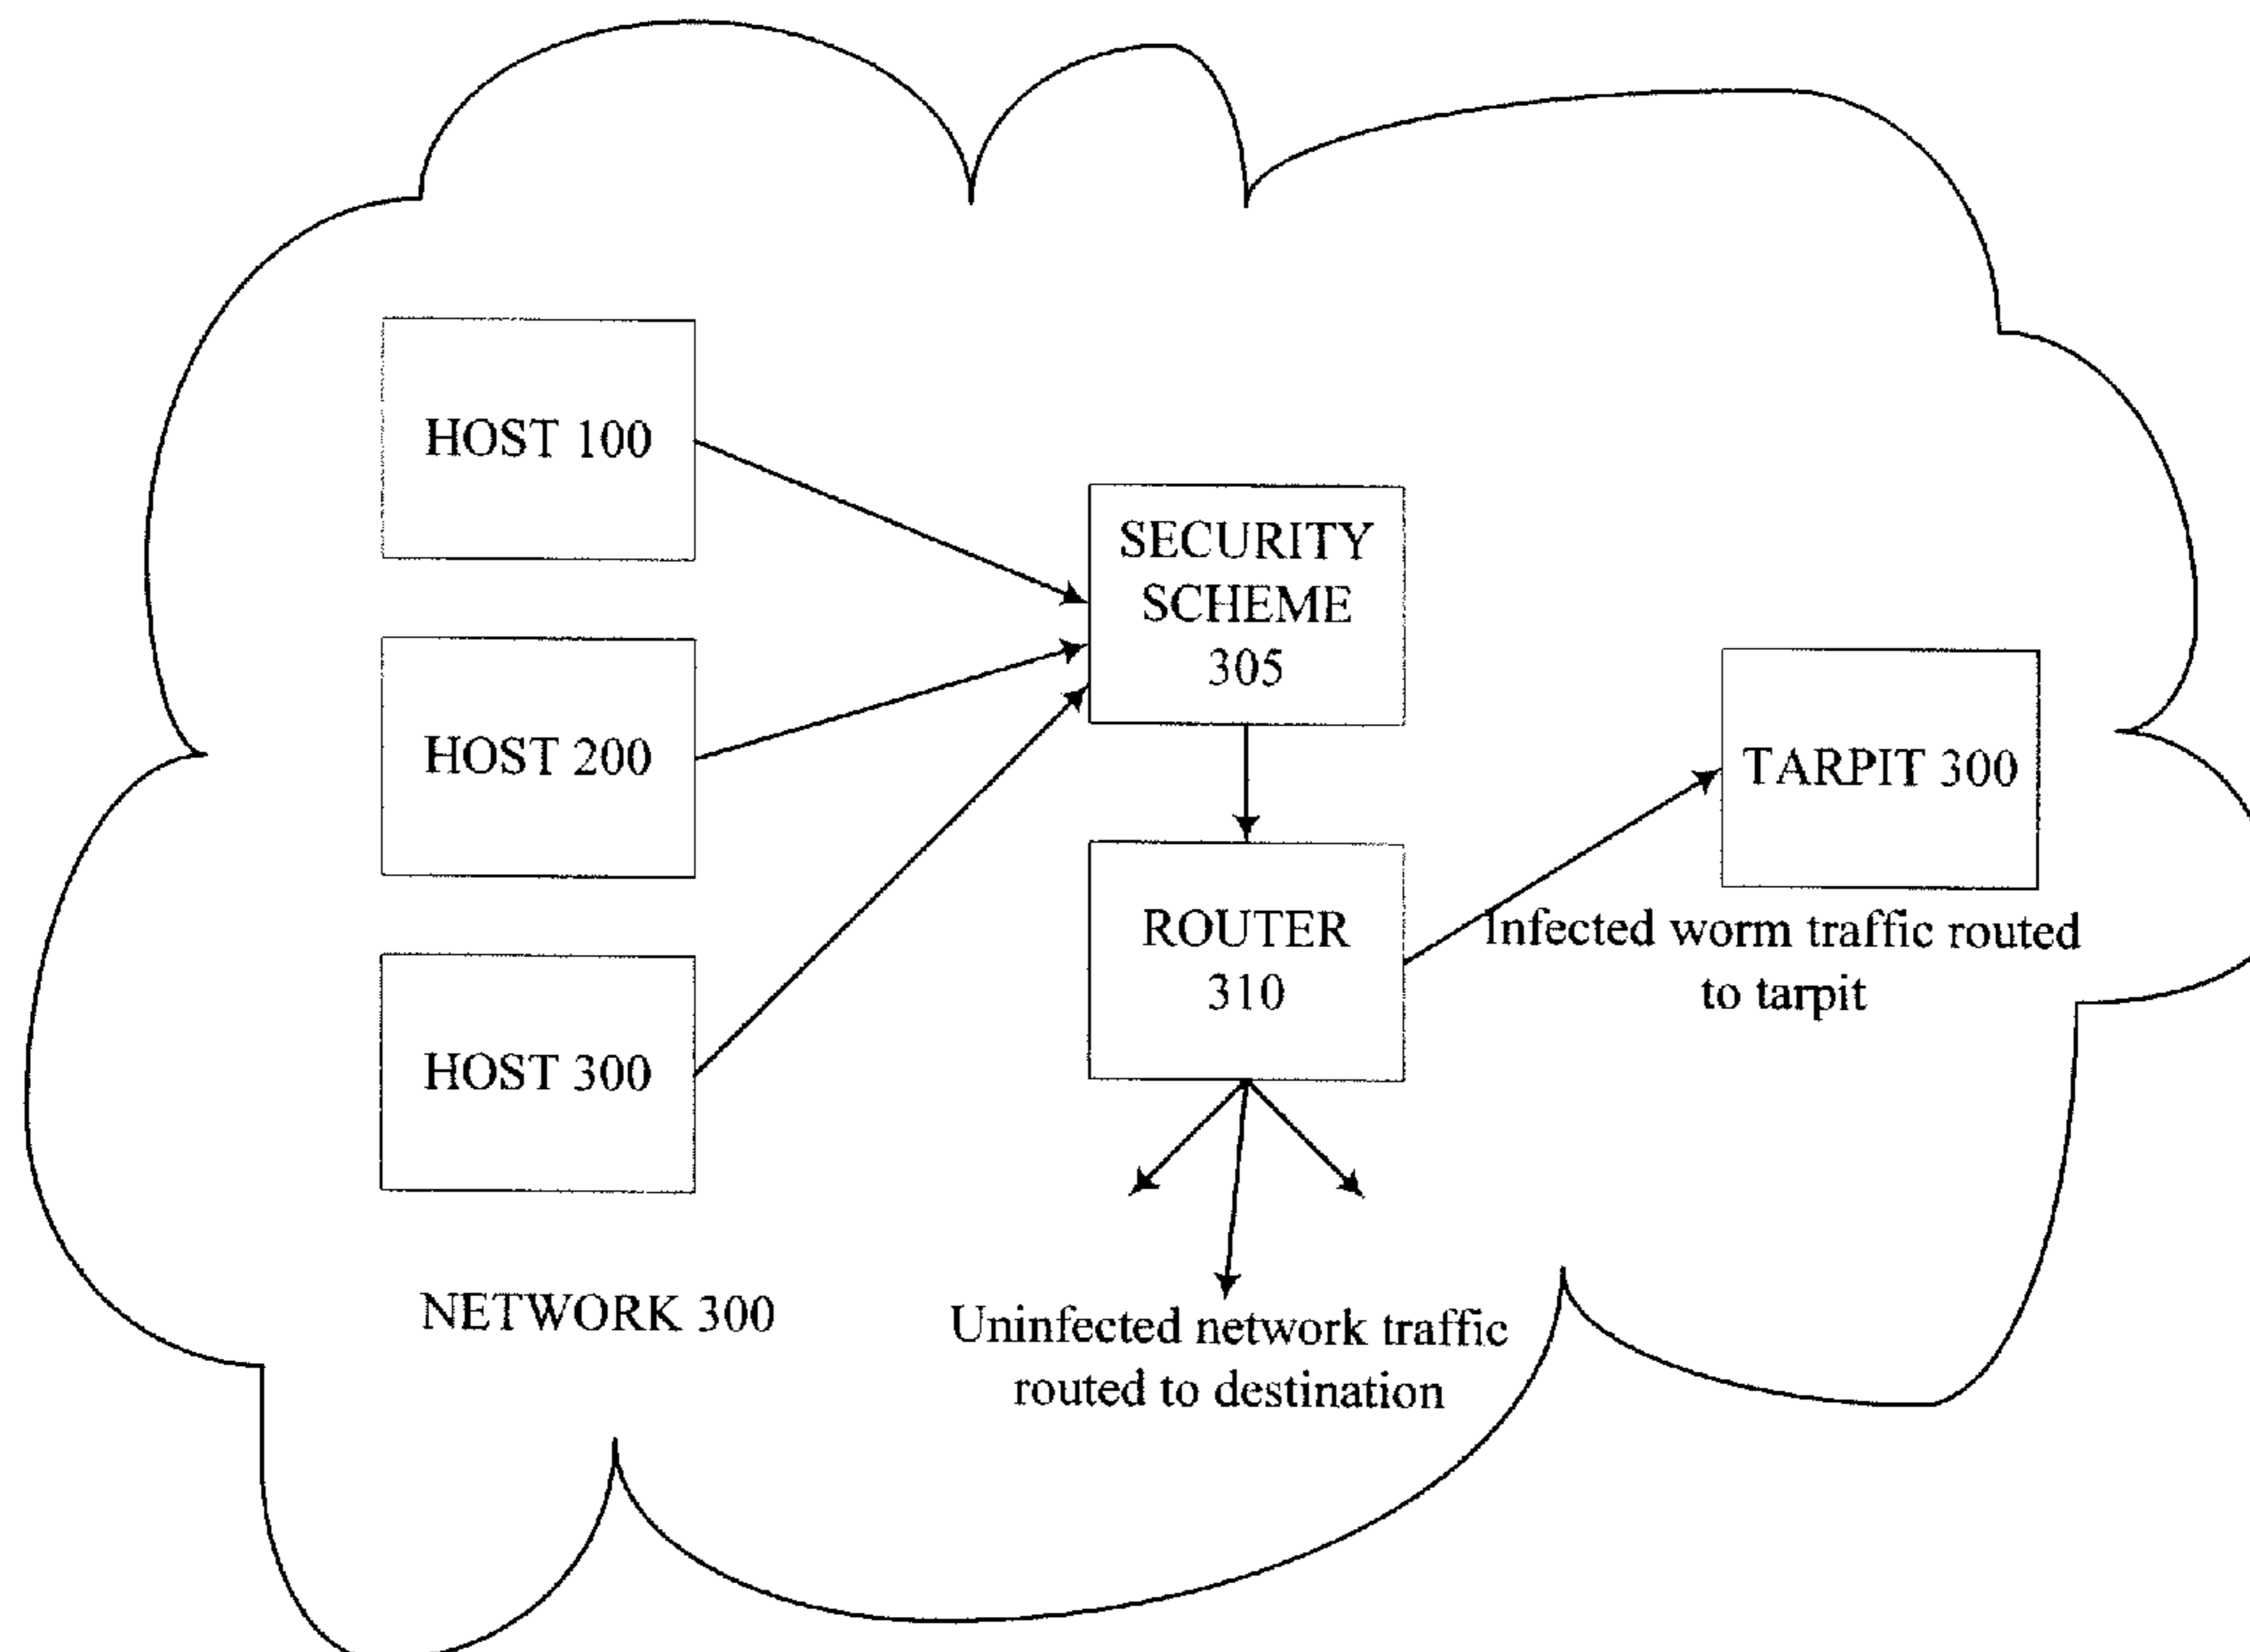 HOST 100
SECURITY
SCHEME
305
HOST 200
TARPIT 300
ROUTER
310
Infected worm traffic routed
to tarpit
HOST 300
NETWORK 300
Uninfected network traffic
routed to destination